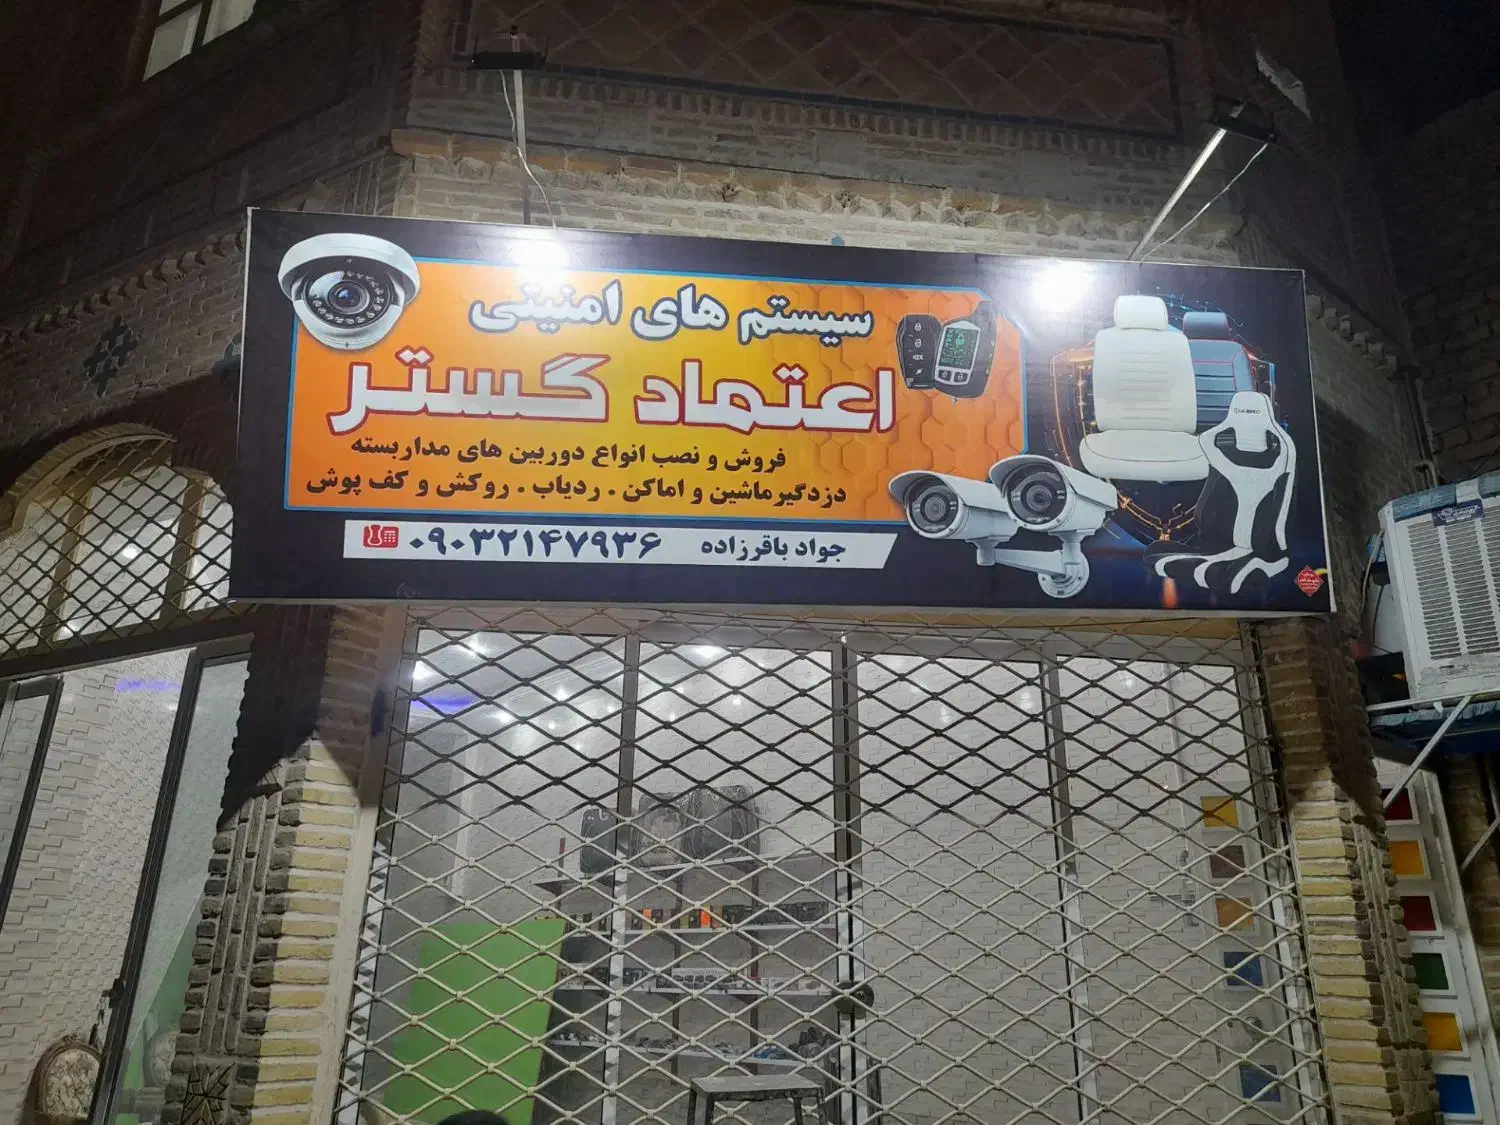 سیستم های امنیتی
اعتماد گستر
فروش و نصب انواع دوربین های مداربسته
دزدگیرماشین و اماکن . ردیاب . روکش و کف پوش
جواد باقرزاده ۰۹۰۳۲۱۴۷۹۳۶